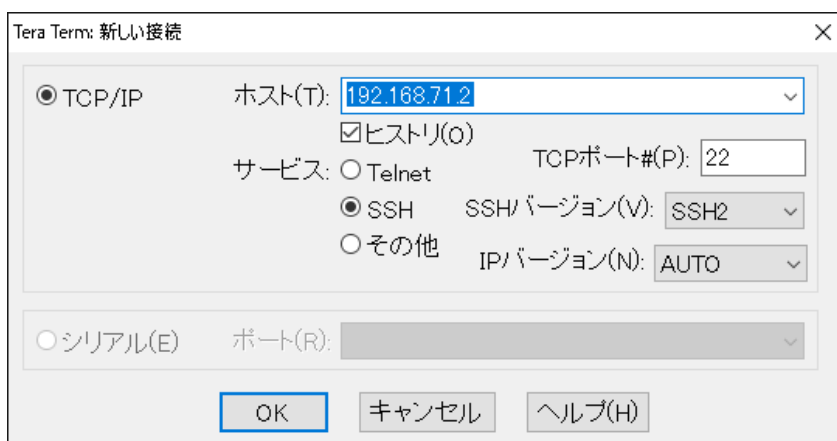 Tera Term: 新しい接続
TCP/IP
ホスト(T): 192.168.71.2
ヒストリ(O)
サービス: Telnet
TCPポート#(P): 22
SSH
SSHバージョン(V): SSH2
その他
IPバージョン(N): AUTO
シリアル(E)
ポート(R):
OK キャンセル ヘルプ(H)